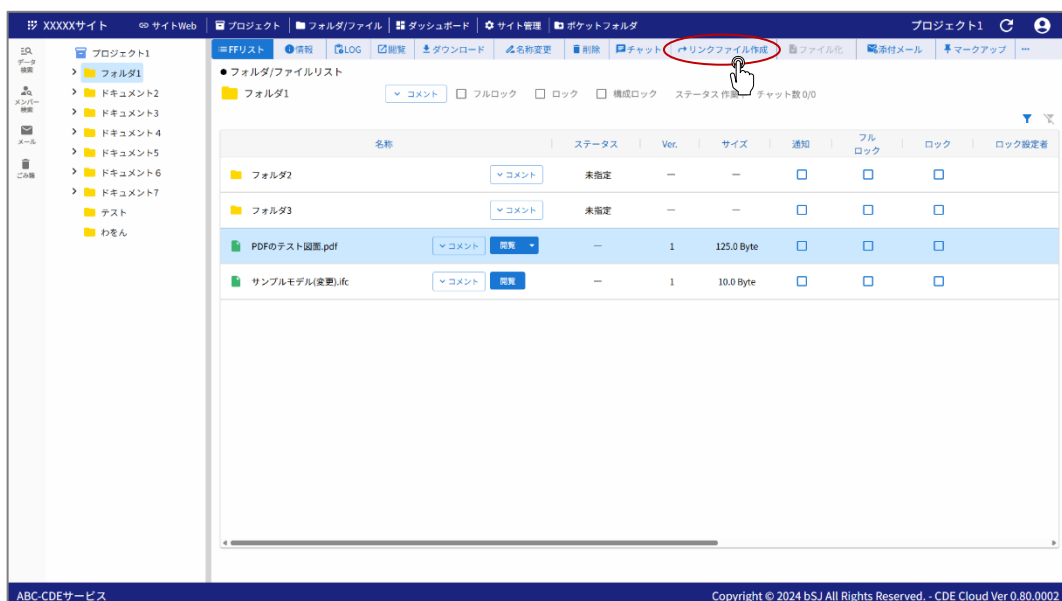 XXXXXサイト サイトWeb プロジェクト フォルダ/ファイル ダッシュボード サイト管理 ポケットフォルダ プロジェクト1
FFリスト 情報 LOG 閲覧 ダウンロード 名称変更 削除 チャット リンクファイル作成 ファイル化 添付メール マークアップ ...
データ
検索
メンバー
検索
メール
ごみ箱
プロジェクト1
フォルダ1
ドキュメント2
ドキュメント3
ドキュメント4
ドキュメント5
ドキュメント6
ドキュメント7
テスト
わをん
●フォルダ/ファイルリスト
フォルダ1 コメント フルロック ロック 構成ロック ステータス 作業 チャット数 0/0
名称 ステータス Ver. サイズ 通知 フル
ロック ロック ロック設定者
フォルダ2 コメント 未指定 — —
フォルダ3 コメント 未指定 — —
PDFのテスト図面.pdf コメント 閲覧 — 1 125.0 Byte
サンプルモデル(変更).ifc コメント 閲覧 — 1 10.0 Byte
ABC-CDEサービス Copyright © 2024 bSJ All Rights Reserved. - CDE Cloud Ver 0.80.0002